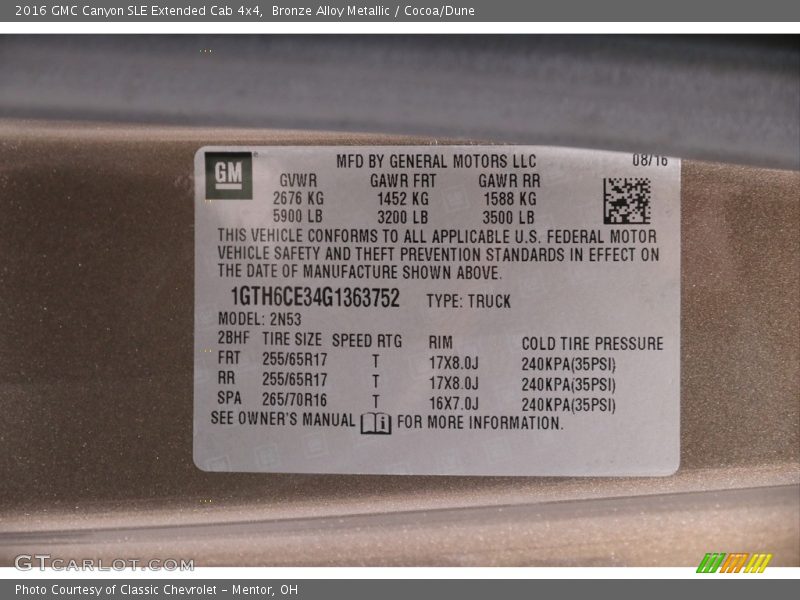 2016 GMC Canyon SLE Extended Cab 4x4, Bronze Alloy Metallic / Cocoa/Dune
GM
MFD BY GENERAL MOTORS LLC 08/16
GVWR GAWR FRT GAWR RR
2676 KG 1452 KG 1588 KG
5900 LB 3200 LB 3500 LB
THIS VEHICLE CONFORMS TO ALL APPLICABLE U.S. FEDERAL MOTOR
VEHICLE SAFETY AND THEFT PREVENTION STANDARDS IN EFFECT ON
THE DATE OF MANUFACTURE SHOWN ABOVE.
1GTH6CE34G1363752 TYPE: TRUCK
MODEL: 2N53
2BHF TIRE SIZE SPEED RTG RIM COLD TIRE PRESSURE
FRT 255/65R17 T 17X8.0J 240KPA(35PSI)
RR 255/65R17 T 17X8.0J 240KPA(35PSI)
SPA 265/70R16 T 16X7.0J 240KPA(35PSI)
SEE OWNER'S MANUAL i FOR MORE INFORMATION.
GTCARLOT.COM
Photo Courtesy of Classic Chevrolet - Mentor, OH